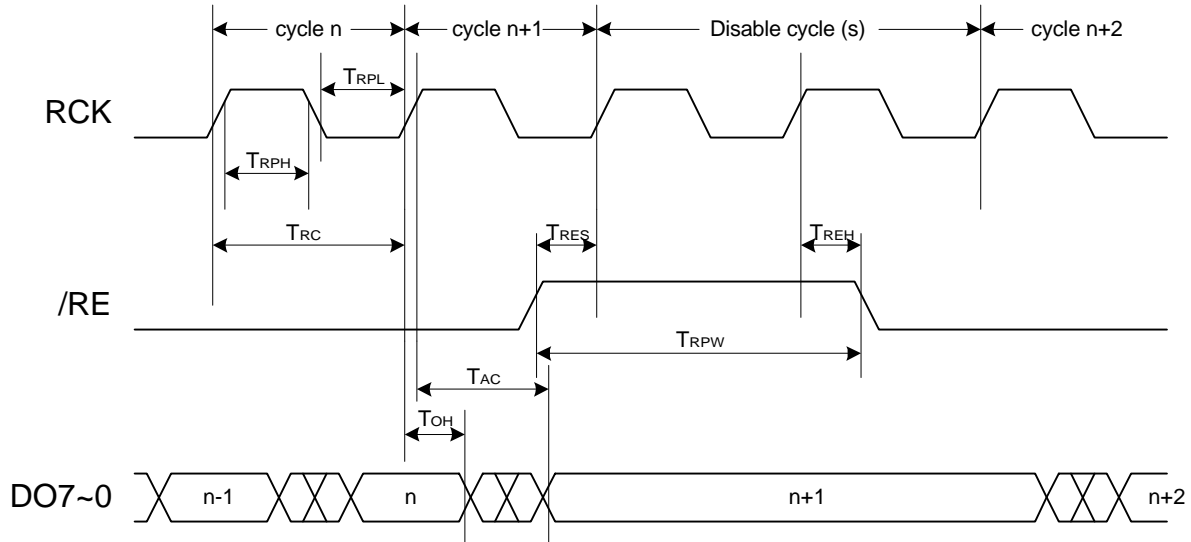 cycle n
cycle n+1
Disable cycle (s)
cycle n+2
TRPL
RCK
TRPH
TRC
TRES
TREH
/RE
TRPW
TAC
TOH
DO7~0
n-1
n
n+1
n+2